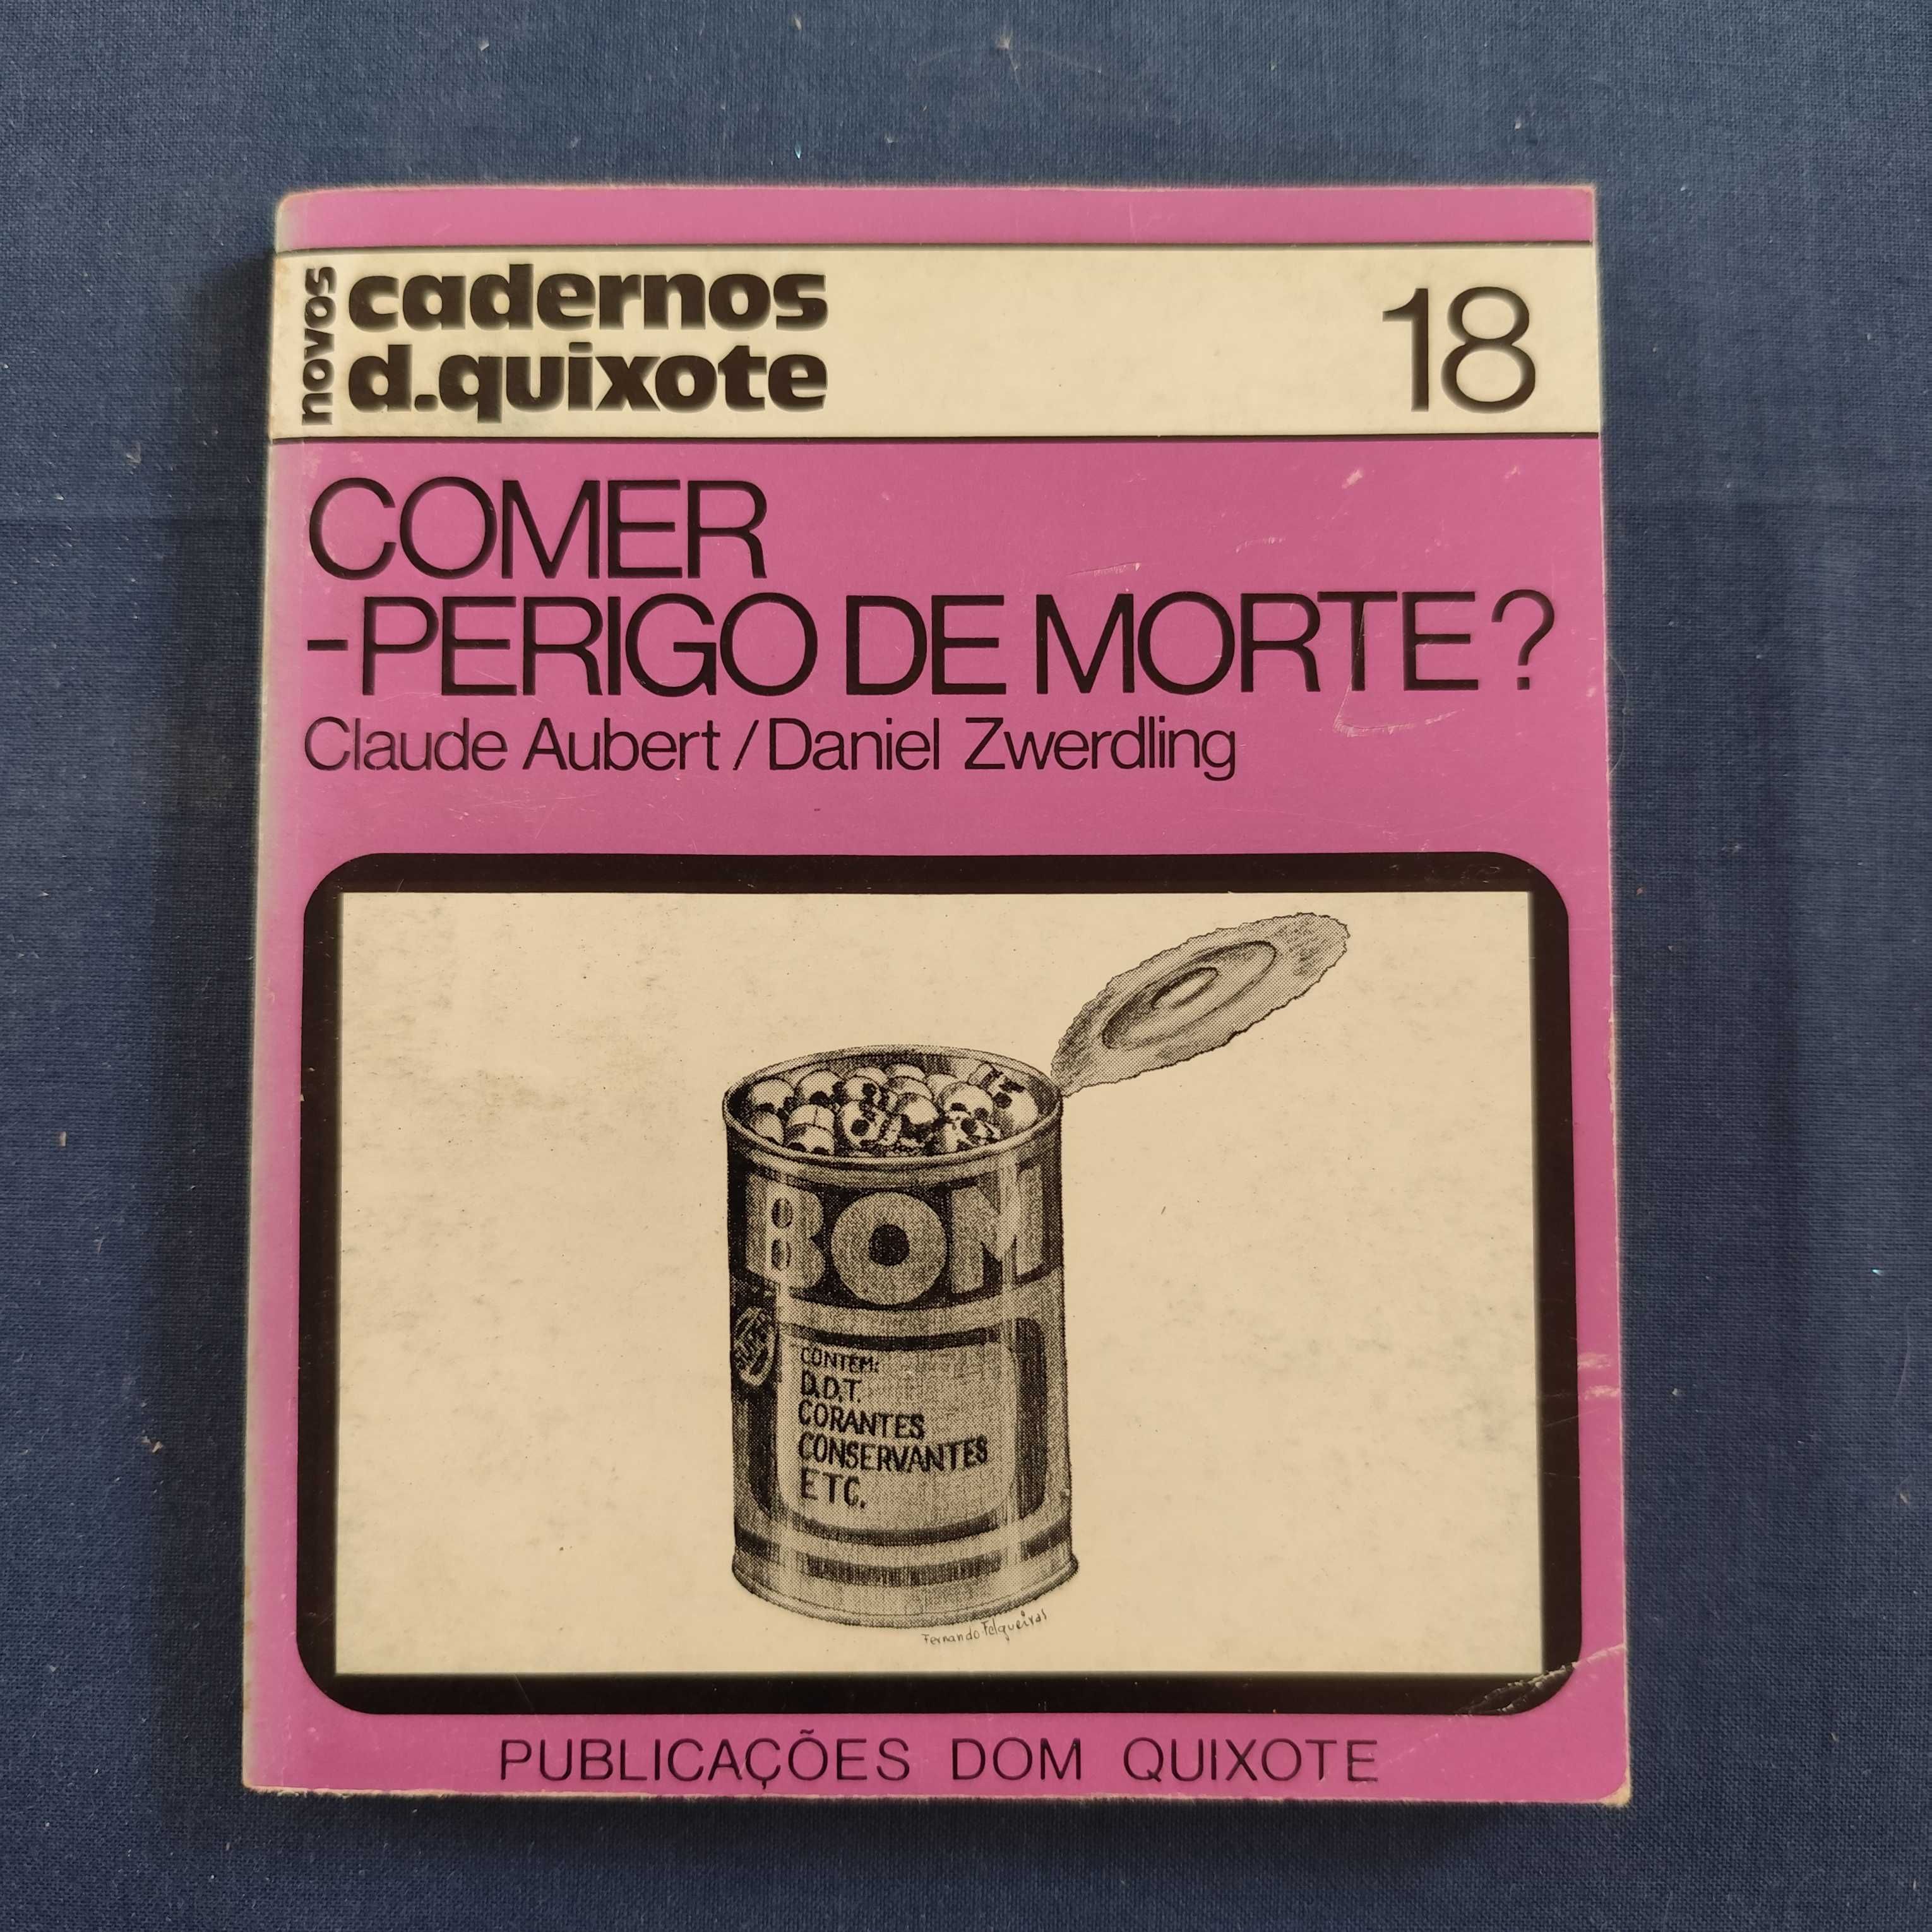 novos
cadernos
d.quixote
18
COMER
-PERIGO DE MORTE?
Claude Aubert/Daniel Zwerdling
BOM
SUPER
CONTÉM:
D.D.T.
CORANTES
CONSERVANTES
ETC.
Fernando Felgueiras
PUBLICAÇÕES DOM QUIXOTE